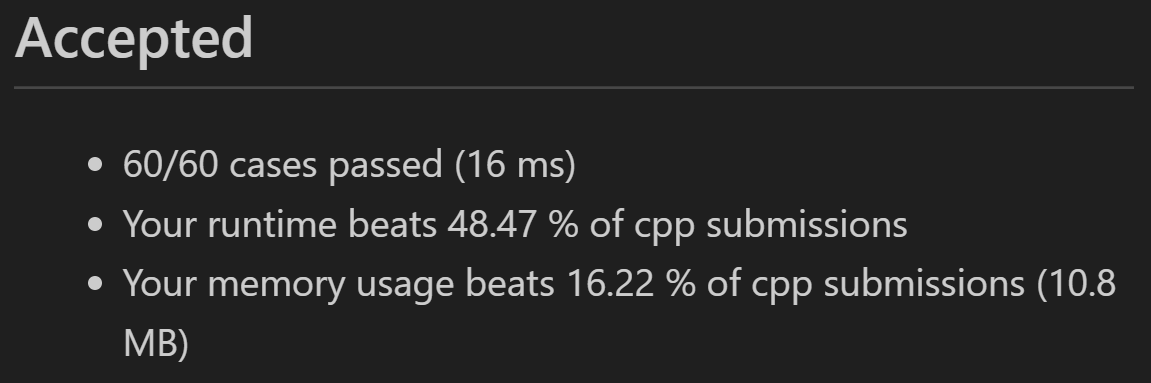 Accepted
60/60 cases passed (16 ms)
Your runtime beats 48.47 % of cpp submissions
Your memory usage beats 16.22 % of cpp submissions (10.8
MB)